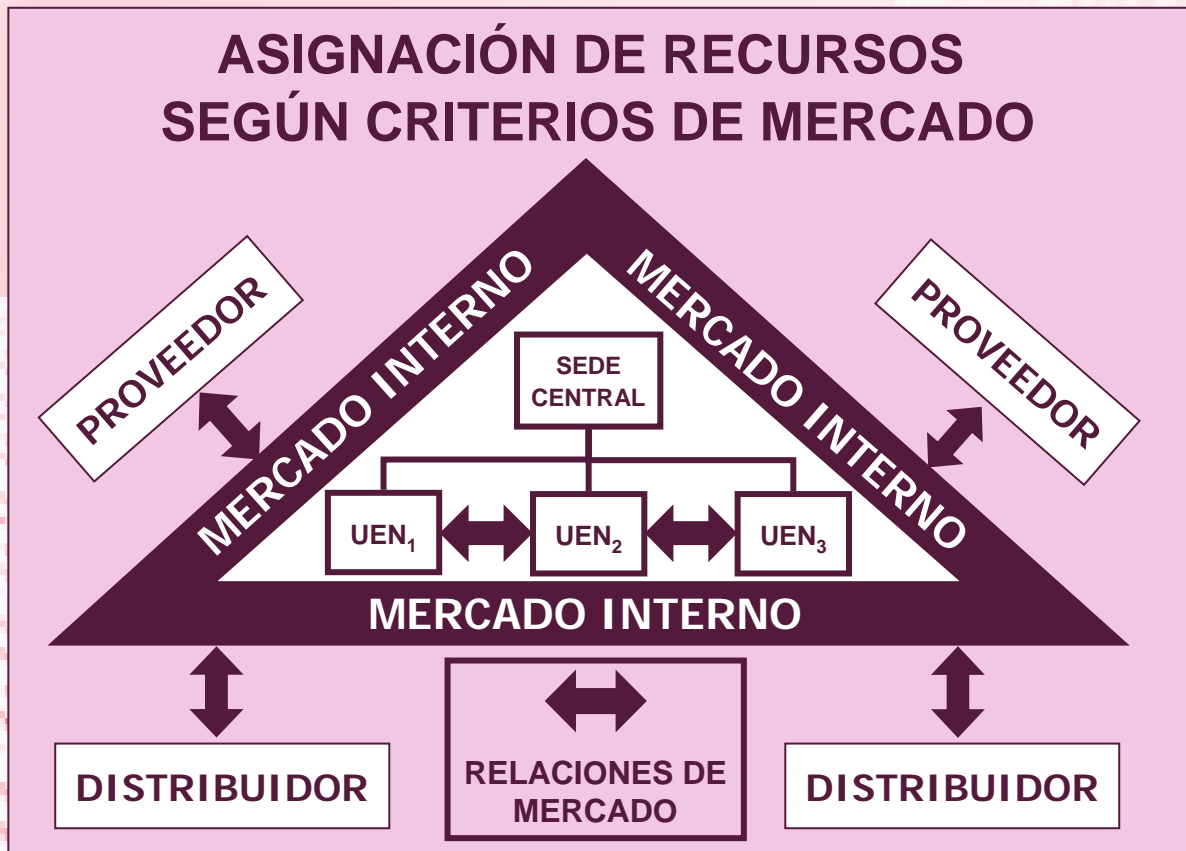 ASIGNACIÓN DE RECURSOS
SEGÚN CRITERIOS DE MERCADO
PROVEEDOR
MERCADO INTERNO
MERCADO INTERNO
PROVEEDOR
SEDE
CENTRAL
UEN₁
UEN₂
UEN₃
MERCADO INTERNO
DISTRIBUIDOR
RELACIONES DE
MERCADO
DISTRIBUIDOR